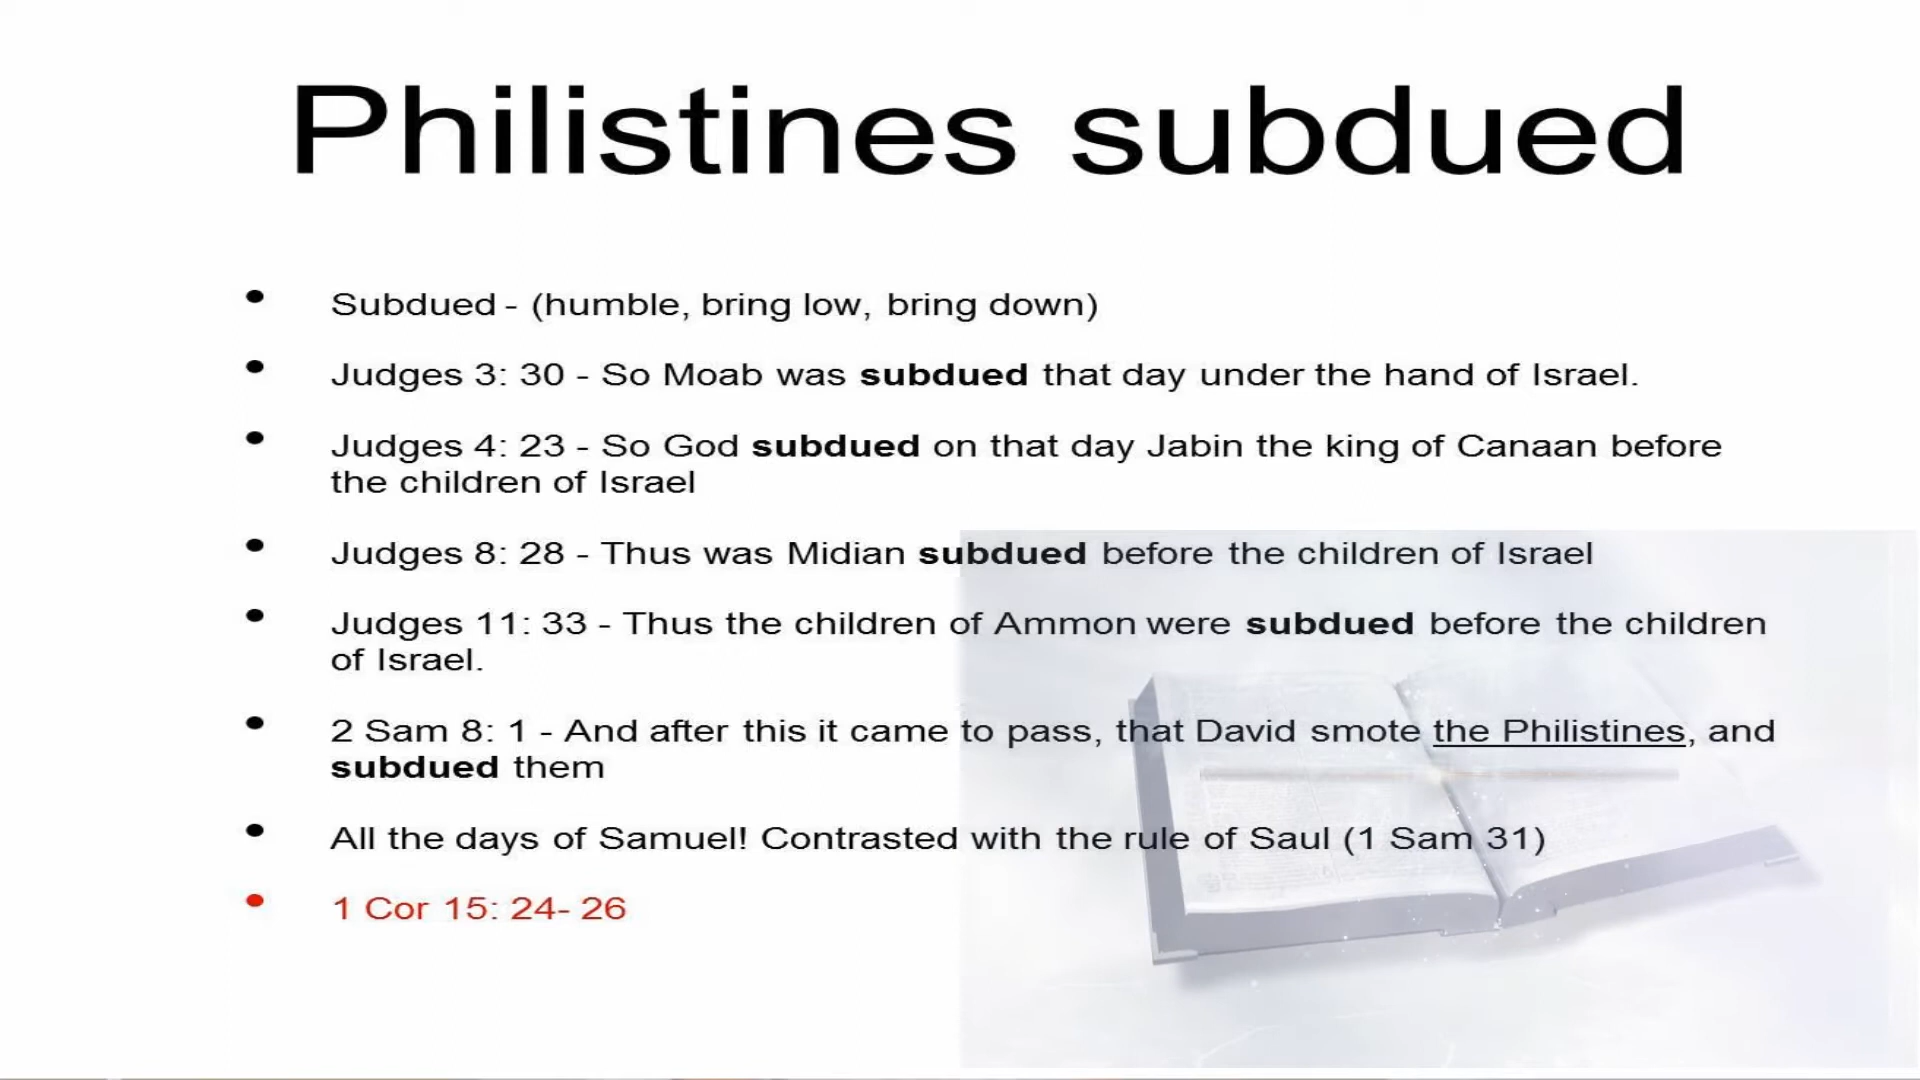 Philistines subdued
• Subdued - (humble, bring low, bring down)
• Judges 3: 30 - So Moab was subdued that day under the hand of Israel.
• Judges 4: 23 - So God subdued on that day Jabin the king of Canaan before
the children of Israel
• Judges 8: 28 - Thus was Midian subdued before the children of Israel
• Judges 11: 33 - Thus the children of Ammon were subdued before the children
of Israel.
• 2 Sam 8: 1 - And after this it came to pass, that David smote the Philistines, and
subdued them
• All the days of Samuel! Contrasted with the rule of Saul (1 Sam 31)
• 1 Cor 15: 24- 26